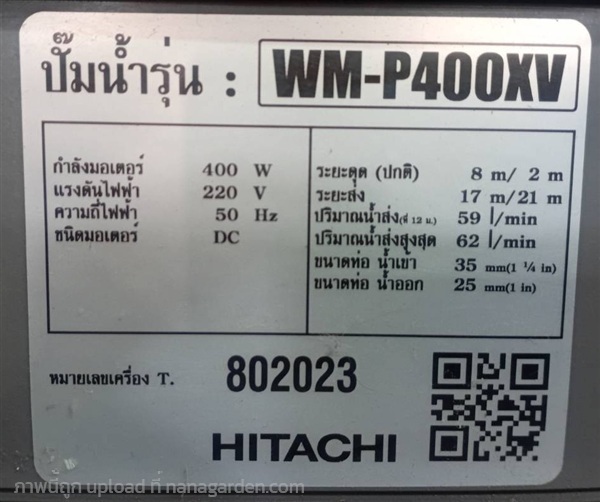 ปั๊มน้ำรุ่น : WM-P400XV
กำลังมอเตอร์ 400 W
แรงดันไฟฟ้า 220 V
ความถี่ไฟฟ้า 50 Hz
ชนิดมอเตอร์ DC
ระยะดูด (ปกติ) 8 m/ 2 m
ระยะส่ง 17 m/21 m
ปริมาณน้ำส่ง(ที่ 12 ม.) 59 l/min
ปริมาณน้ำส่งสูงสุด 62 l/min
ขนาดท่อ น้ำเข้า 35 mm(1 ¼ in)
ขนาดท่อ น้ำออก 25 mm(1 in)
หมายเลขเครื่อง T. 802023
HITACHI
ภาพนี้ถูก upload ที่ nanagarden.com